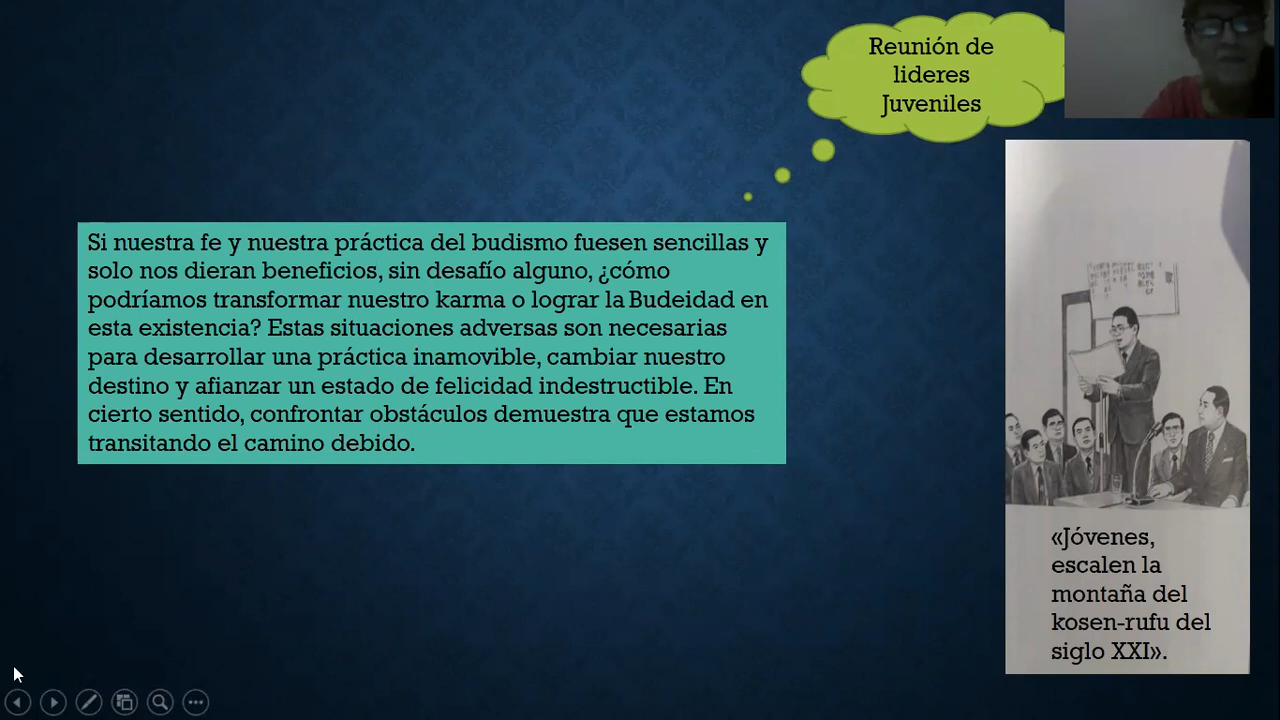 Reunión de
lideres
Juveniles
Si nuestra fe y nuestra práctica del budismo fuesen sencillas y
solo nos dieran beneficios, sin desafío alguno, ¿cómo
podríamos transformar nuestro karma o lograr la Budeidad en
esta existencia? Estas situaciones adversas son necesarias
para desarrollar una práctica inamovible, cambiar nuestro
destino y afianzar un estado de felicidad indestructible. En
cierto sentido, confrontar obstáculos demuestra que estamos
transitando el camino debido.
«Jóvenes,
escalen la
montaña del
kosen-rufu del
siglo XXI».